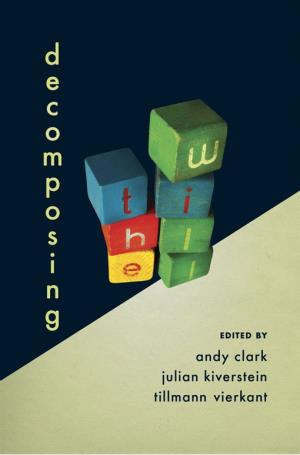 decomposing
the
will
EDITED BY
andy clark
julian kiverstein
tillmann vierkant